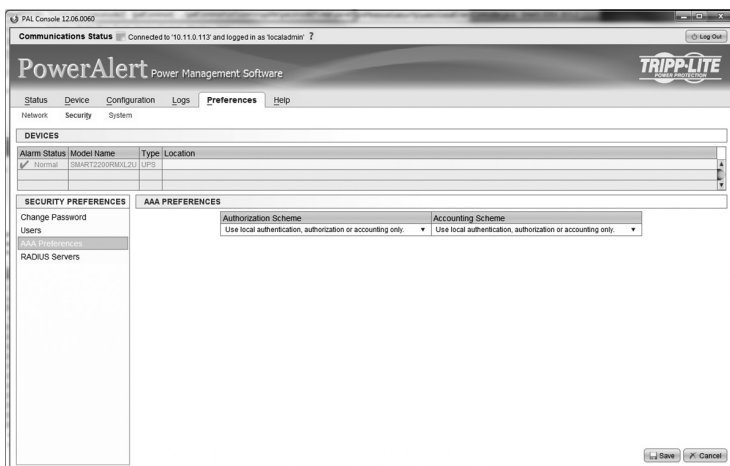 PAL Console 12.06.0060
Communications Status Connected to '10.11.0.113' and logged in as 'localadmin' ? Log Out
PowerAlert Power Management Software
TRIPP·LITE
POWER PROTECTION
Status Device Configuration Logs Preferences Help
Network Security System
DEVICES
Alarm Status Model Name Type Location
Normal SMART2200RMXL2U UPS
SECURITY PREFERENCES
Change Password
Users
AAA Preferences
RADIUS Servers
AAA PREFERENCES
Authorization Scheme Accounting Scheme
Use local authentication, authorization or accounting only. Use local authentication, authorization or accounting only.
Save Cancel